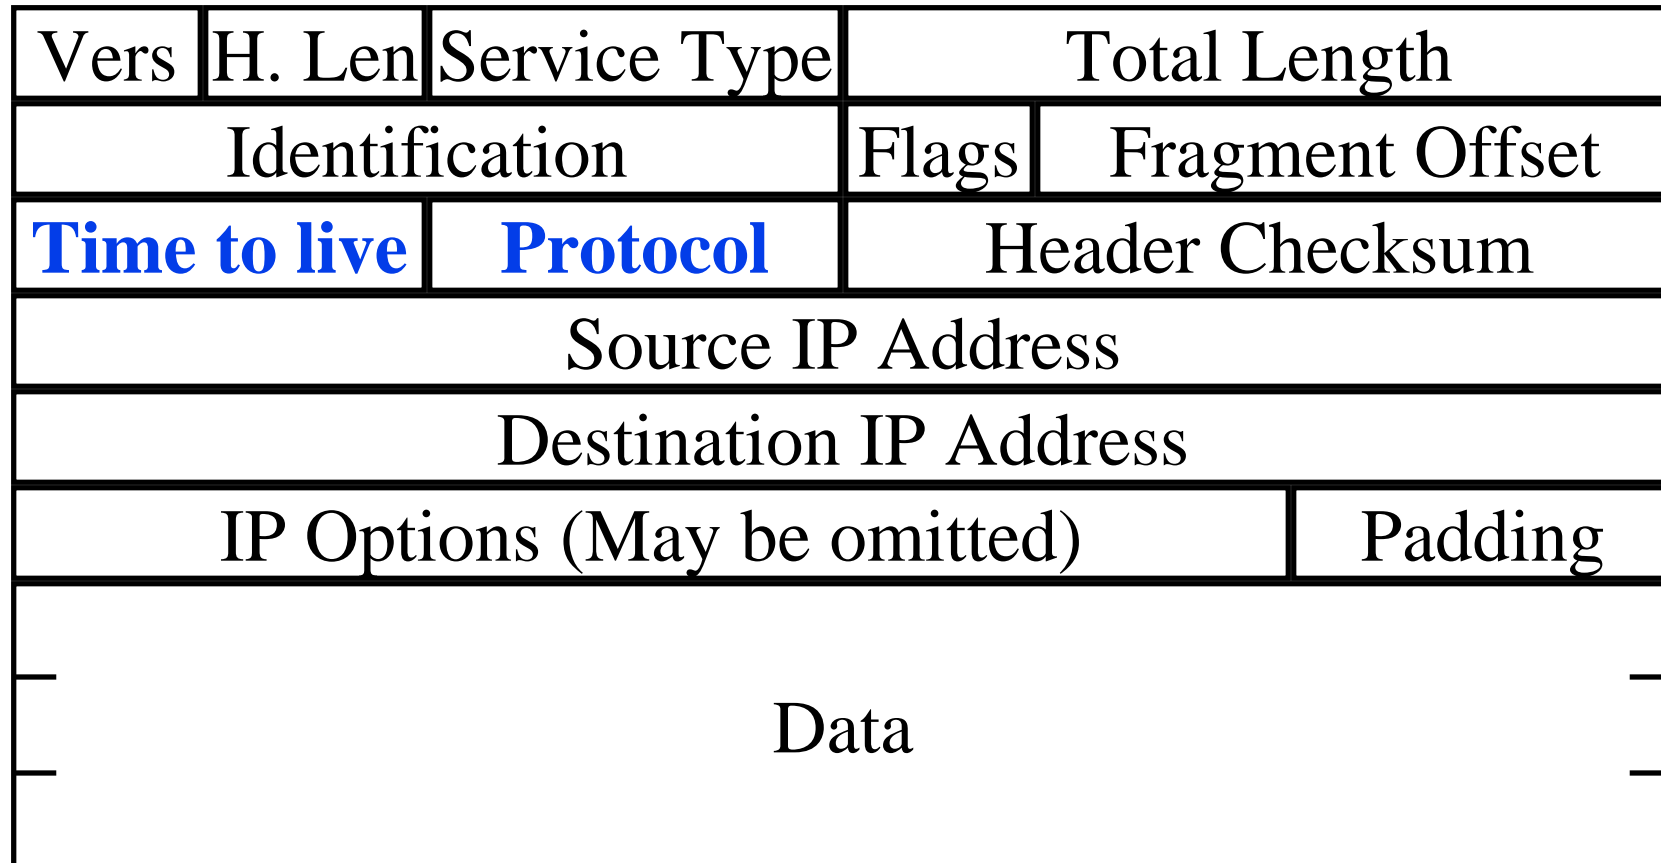 Vers H. Len Service Type Total Length
Identification Flags Fragment Offset
Time to live Protocol Header Checksum
Source IP Address
Destination IP Address
IP Options (May be omitted) Padding
Data